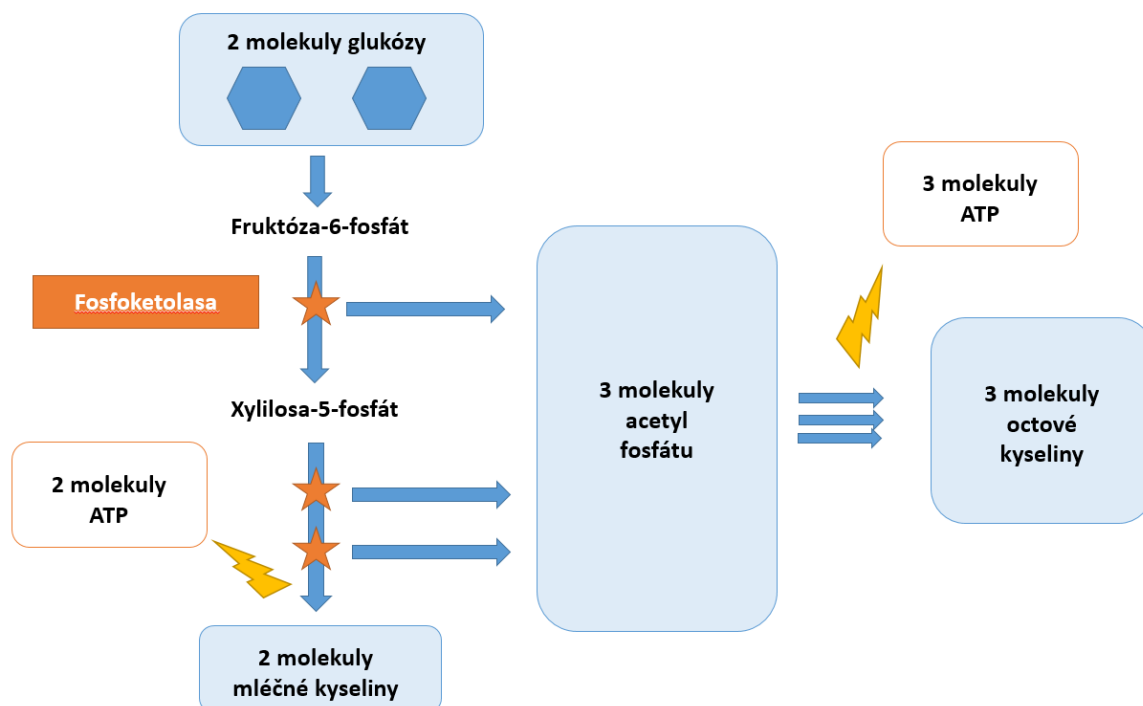 2 molekuly glukózy
3 molekuly
ATP
Fruktóza-6-fosfát
Fosfoketolasa
3 molekuly
acetyl
fosfátu
3 molekuly
octové
kyseliny
Xylilosa-5-fosfát
2 molekuly
ATP
2 molekuly
mléčné kyseliny